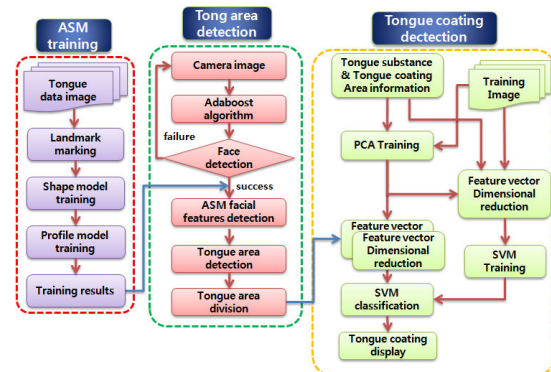 ASM
training
Tongue
data image
Landmark
marking
Shape model
training
Profile model
training
Training results
Tong area
detection
Camera image
Adaboost
algorithm
failure
Face
detection
success
ASM facial
features detection
Tongue area
detection
Tongue area
division
Tongue coating
dectection
Tongue substance
& Tongue coating
Area information
Training
Image
PCA Training
Feature vector
Dimensional
reduction
Feature vector
Feature vector
Dimensional
reduction
SVM
Training
SVM
classification
Tongue coating
display